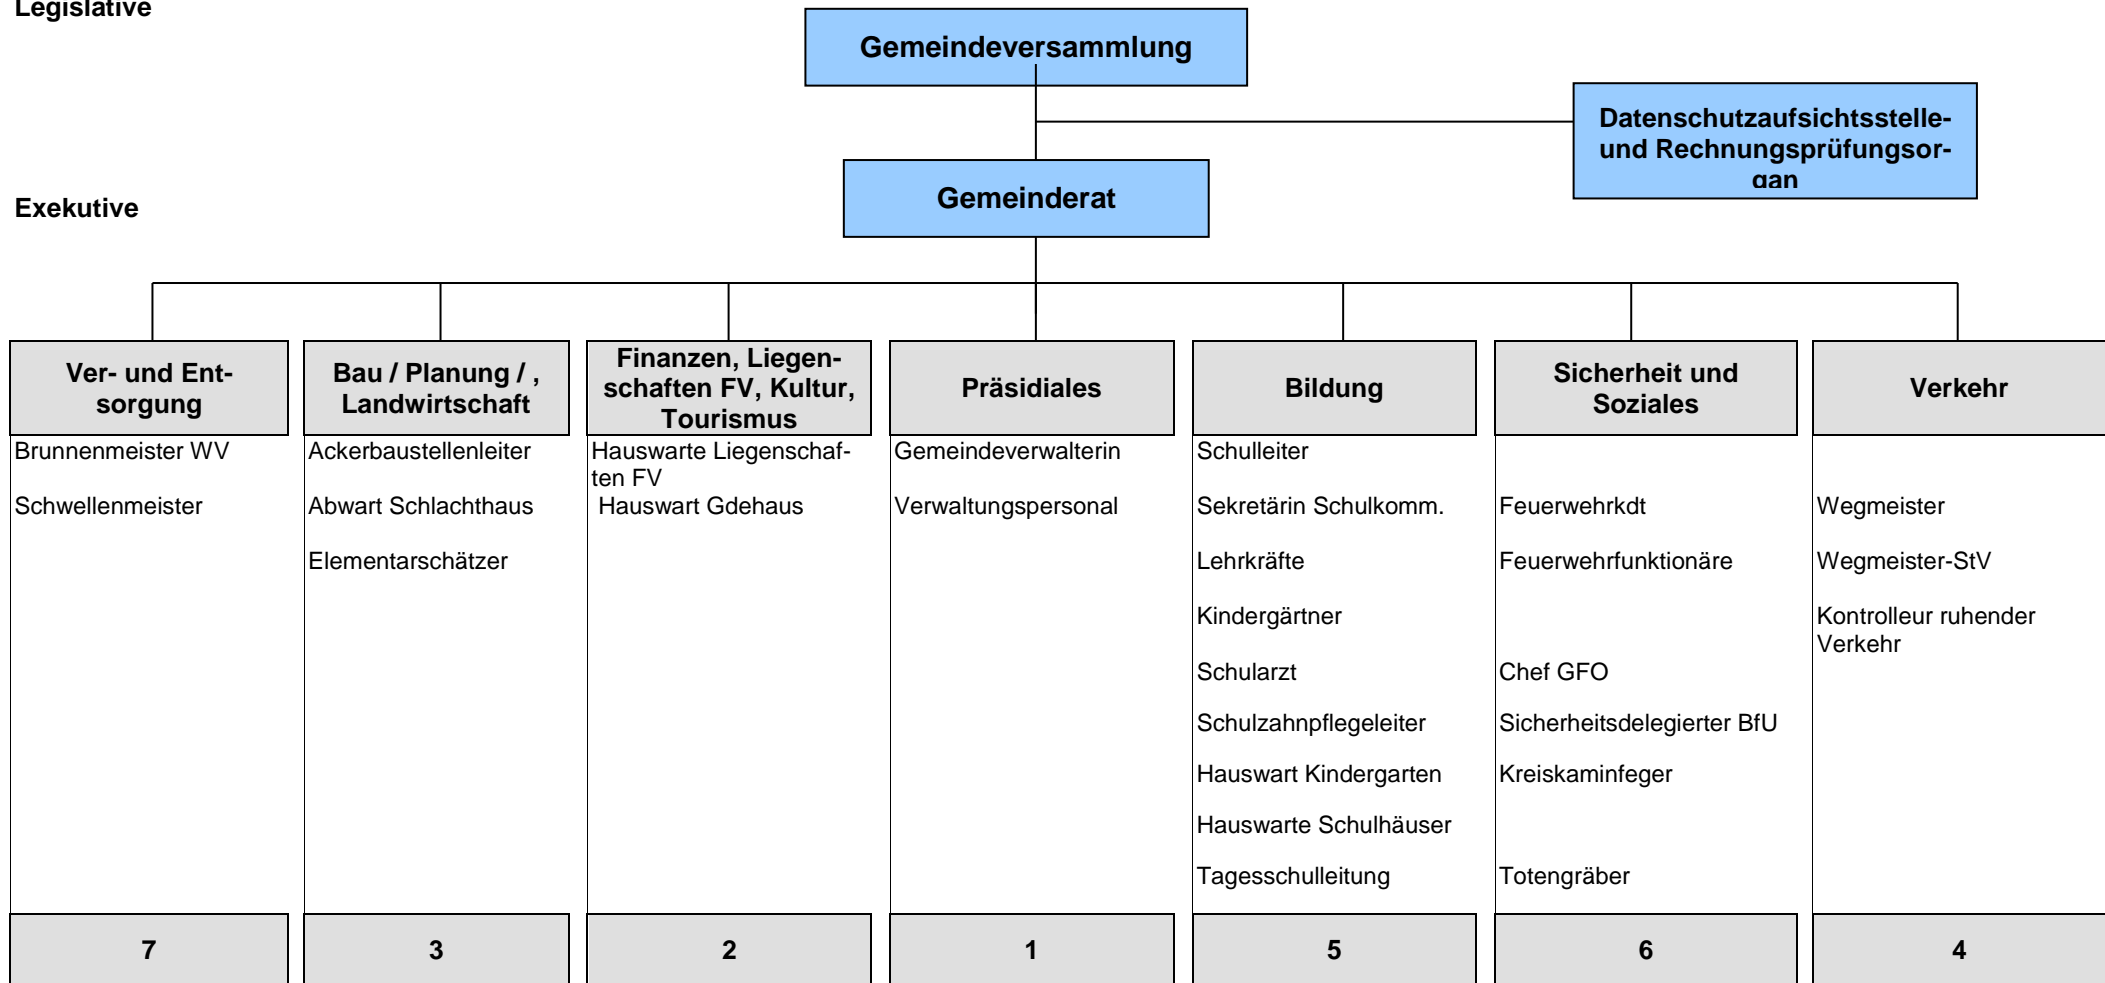 Legislative
Gemeindeversammlung
Datenschutzaufsichtsstelle-
und Rechnungsprüfungsor-
gan
Gemeinderat
Exekutive
Ver- und Ent-
sorgung
Bau / Planung / ,
Landwirtschaft
Finanzen, Liegen-
schaften FV, Kultur,
Tourismus
Präsidiales
Bildung
Sicherheit und
Soziales
Verkehr
Brunnenmeister WV
Schwellenmeister
Ackerbaustellenleiter
Abwart Schlachthaus
Elementarschätzer
Hauswarte Liegenschaf-
ten FV
Hauswart Gdehaus
Gemeindeverwalterin
Verwaltungspersonal
Schulleiter
Sekretärin Schulkomm.
Lehrkräfte
Kindergärtner
Schularzt
Schulzahnpflegeleiter
Hauswart Kindergarten
Hauswarte Schulhäuser
Tagesschulleitung
Feuerwehrkdt
Feuerwehrfunktionäre
Chef GFO
Sicherheitsdelegierter BfU
Kreiskaminfeger
Totengräber
Wegmeister
Wegmeister-StV
Kontrolleur ruhender
Verkehr
7
3
2
1
5
6
4